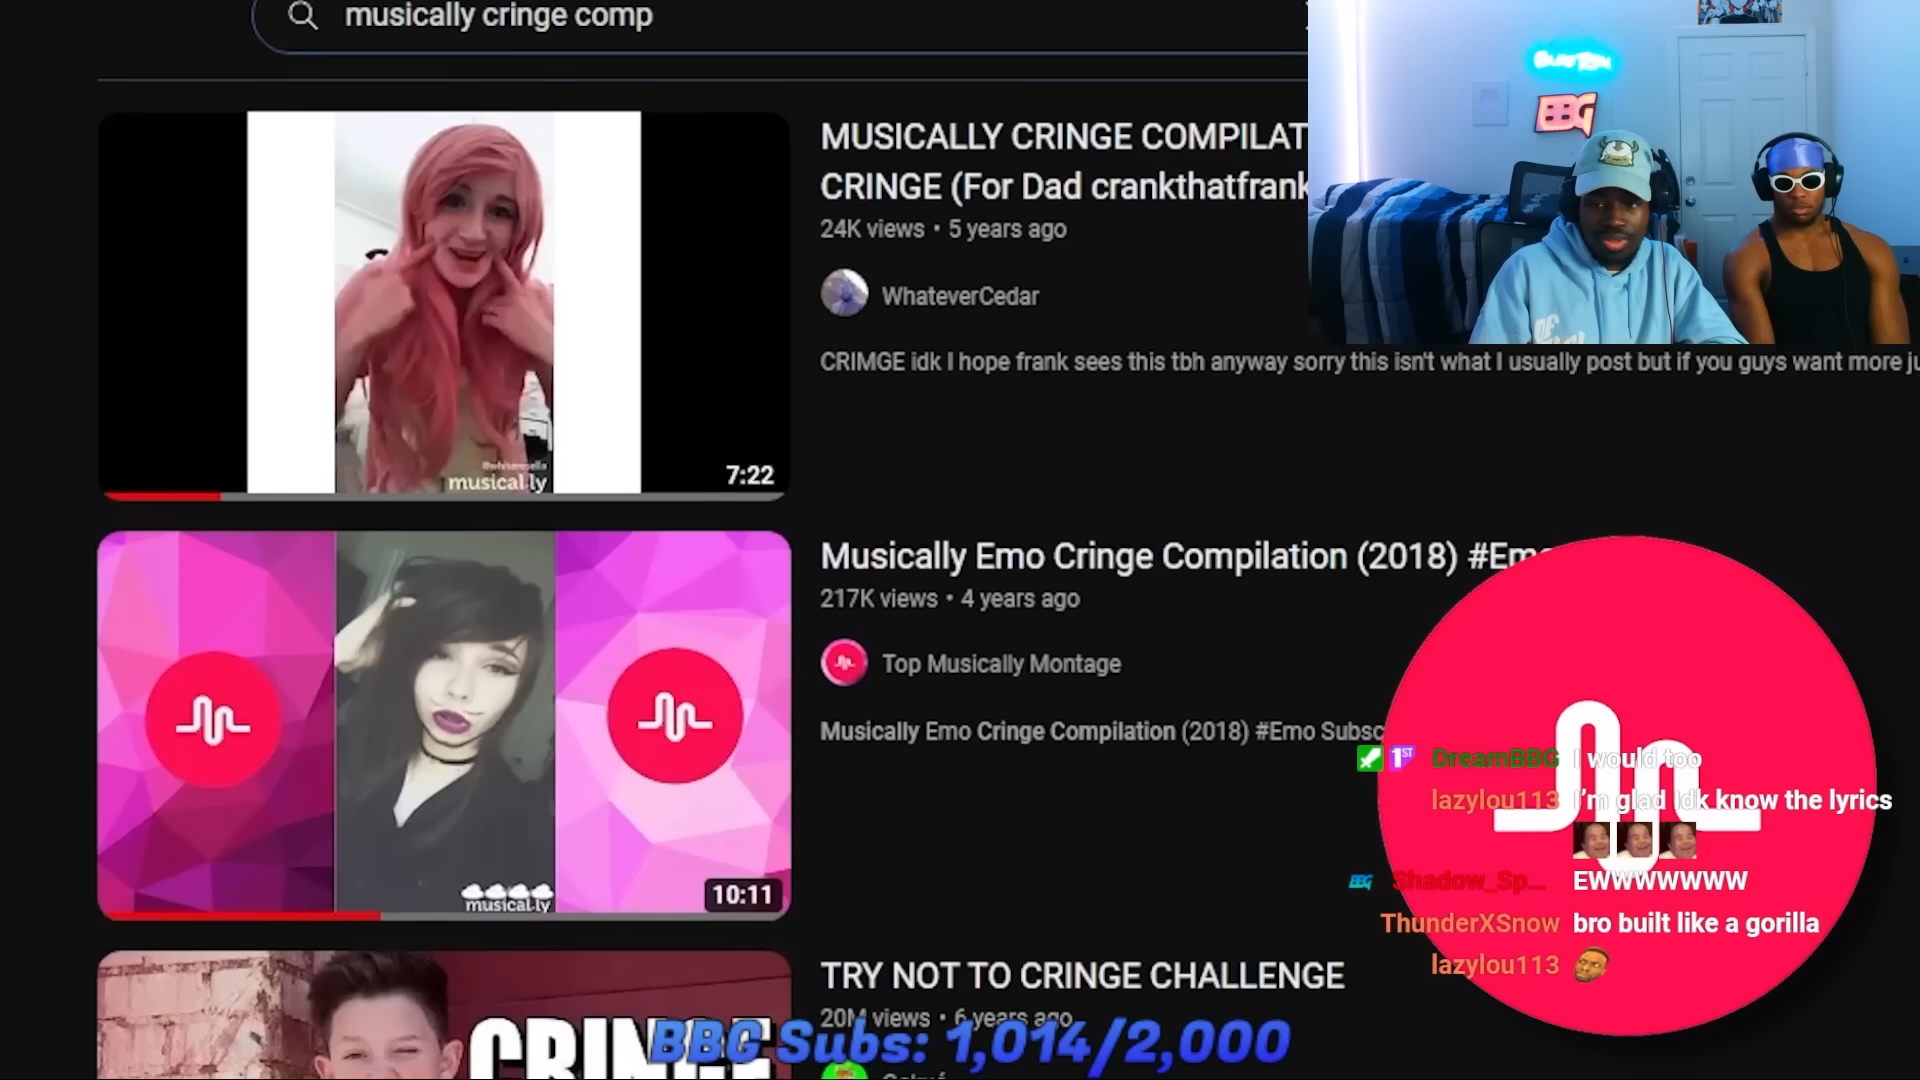 musically cringe comp
MUSICALLY CRINGE COMPILAT
CRINGE (For Dad crankthatfrank
24K views • 5 years ago
WhateverCedar
CRIMGE idk I hope frank sees this tbh anyway sorry this isn't what I usually post but if you guys want more ju
musical.ly
7:22
BBG
Musically Emo Cringe Compilation (2018) #Emo
217K views • 4 years ago
Top Musically Montage
Musically Emo Cringe Compilation (2018) #Emo Subsc
musical.ly
10:11
1ST DreamBBG I would too
lazylou113 I'm glad Idk know the lyrics
BBG Shadow_Sp... EWWWWWWW
ThunderXSnow bro built like a gorilla
lazylou113
TRY NOT TO CRINGE CHALLENGE
20M views • 6 years ago
CRINGE
BBG Subs: 1,014/2,000